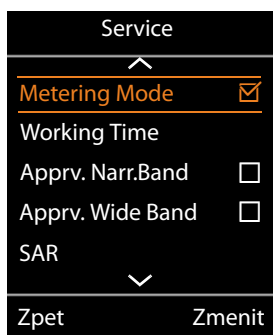 Service
Metering Mode
Working Time
Apprv. Narr.Band
Apprv. Wide Band
SAR
Zpet Zmenit